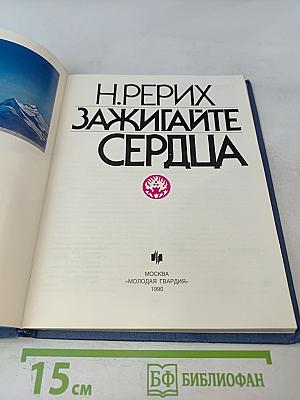 Н.РЕРИХ
ЗАЖИГАЙТЕ
СЕРДЦА
МОСКВА
«МОЛОДАЯ ГВАРДИЯ»
1990
15 см
БФ БИБЛИОФАН